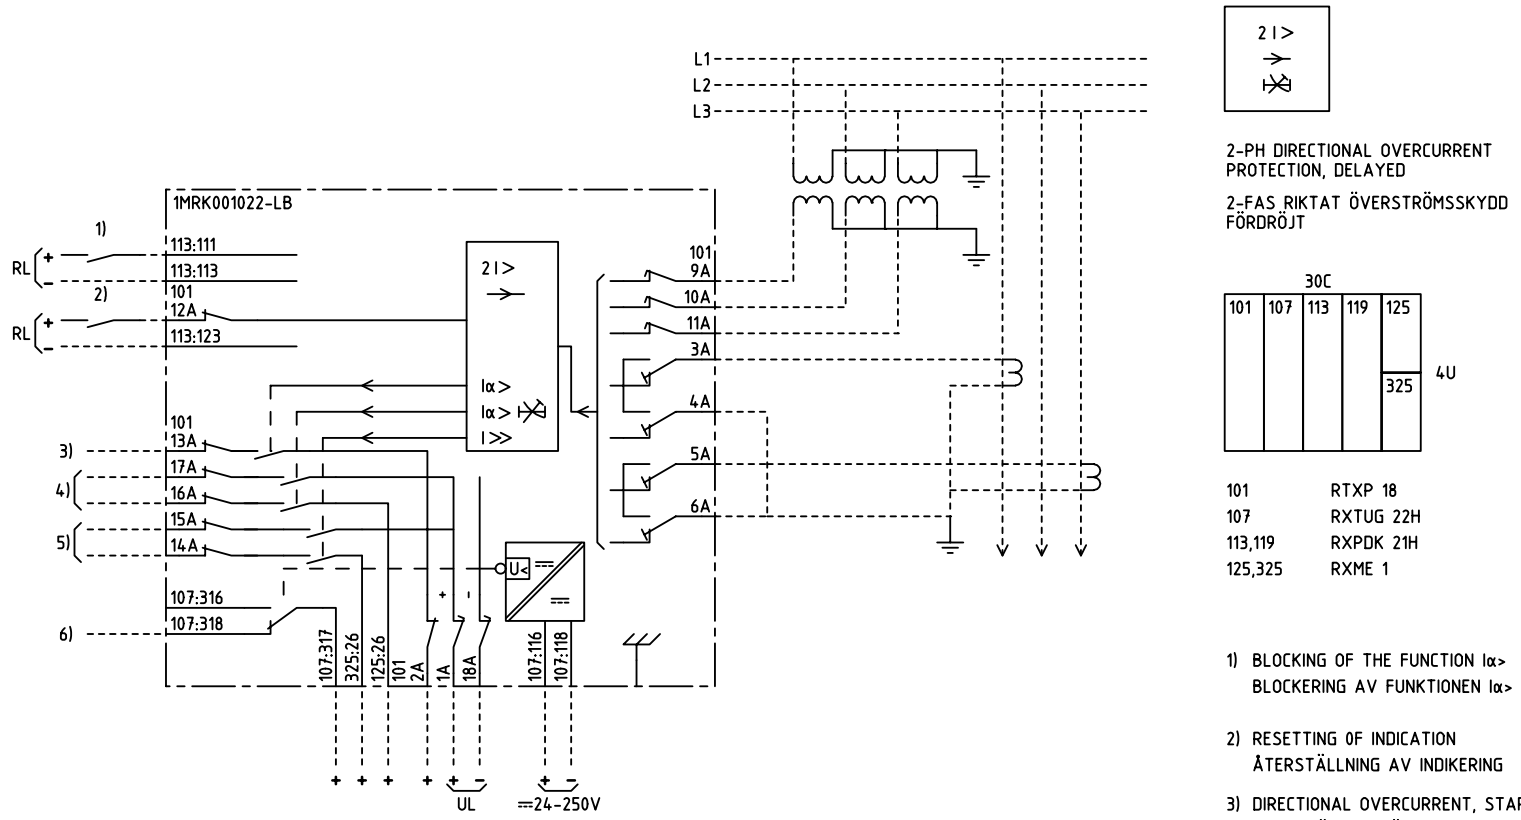 L1
L2
L3
2 I >
2-PH DIRECTIONAL OVERCURRENT
PROTECTION, DELAYED
2-FAS RIKTAT ÖVERSTRÖMSSKYDD
FÖRDRÖJT
1MRK001022-LB
1)
113:111
RL
+
-
113:113
2)
101
12A
RL
+
-
113:123
2 I >
Iα >
Iα >
I >>
101
9A
10A
11A
3A
4A
5A
6A
101
3)
13A
17A
4)
16A
15A
5)
14A
U<
+
-
107:316
107:318
6)
107:317
325:26
125:26
101
2A
1A
18A
107:116
107:118
+
+
+
+
-
+
-
UL
24-250V
30C
101
107
113
119
125
325
4U
101 RTXP 18
107 RXTUG 22H
113,119 RXPDK 21H
125,325 RXME 1
1) BLOCKING OF THE FUNCTION Iα>
BLOCKERING AV FUNKTIONEN Iα>
2) RESETTING OF INDICATION
ÅTERSTÄLLNING AV INDIKERING
3) DIRECTIONAL OVERCURRENT,